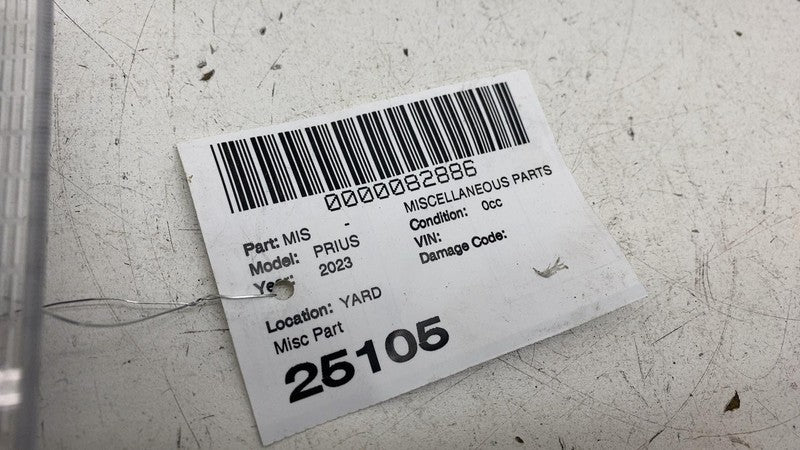 0000082886
Part: MIS - MISCELLANEOUS PARTS
Model: PRIUS Condition: 0cc
Year: 2023 VIN:
Damage Code:
Location: YARD
Misc Part
25105